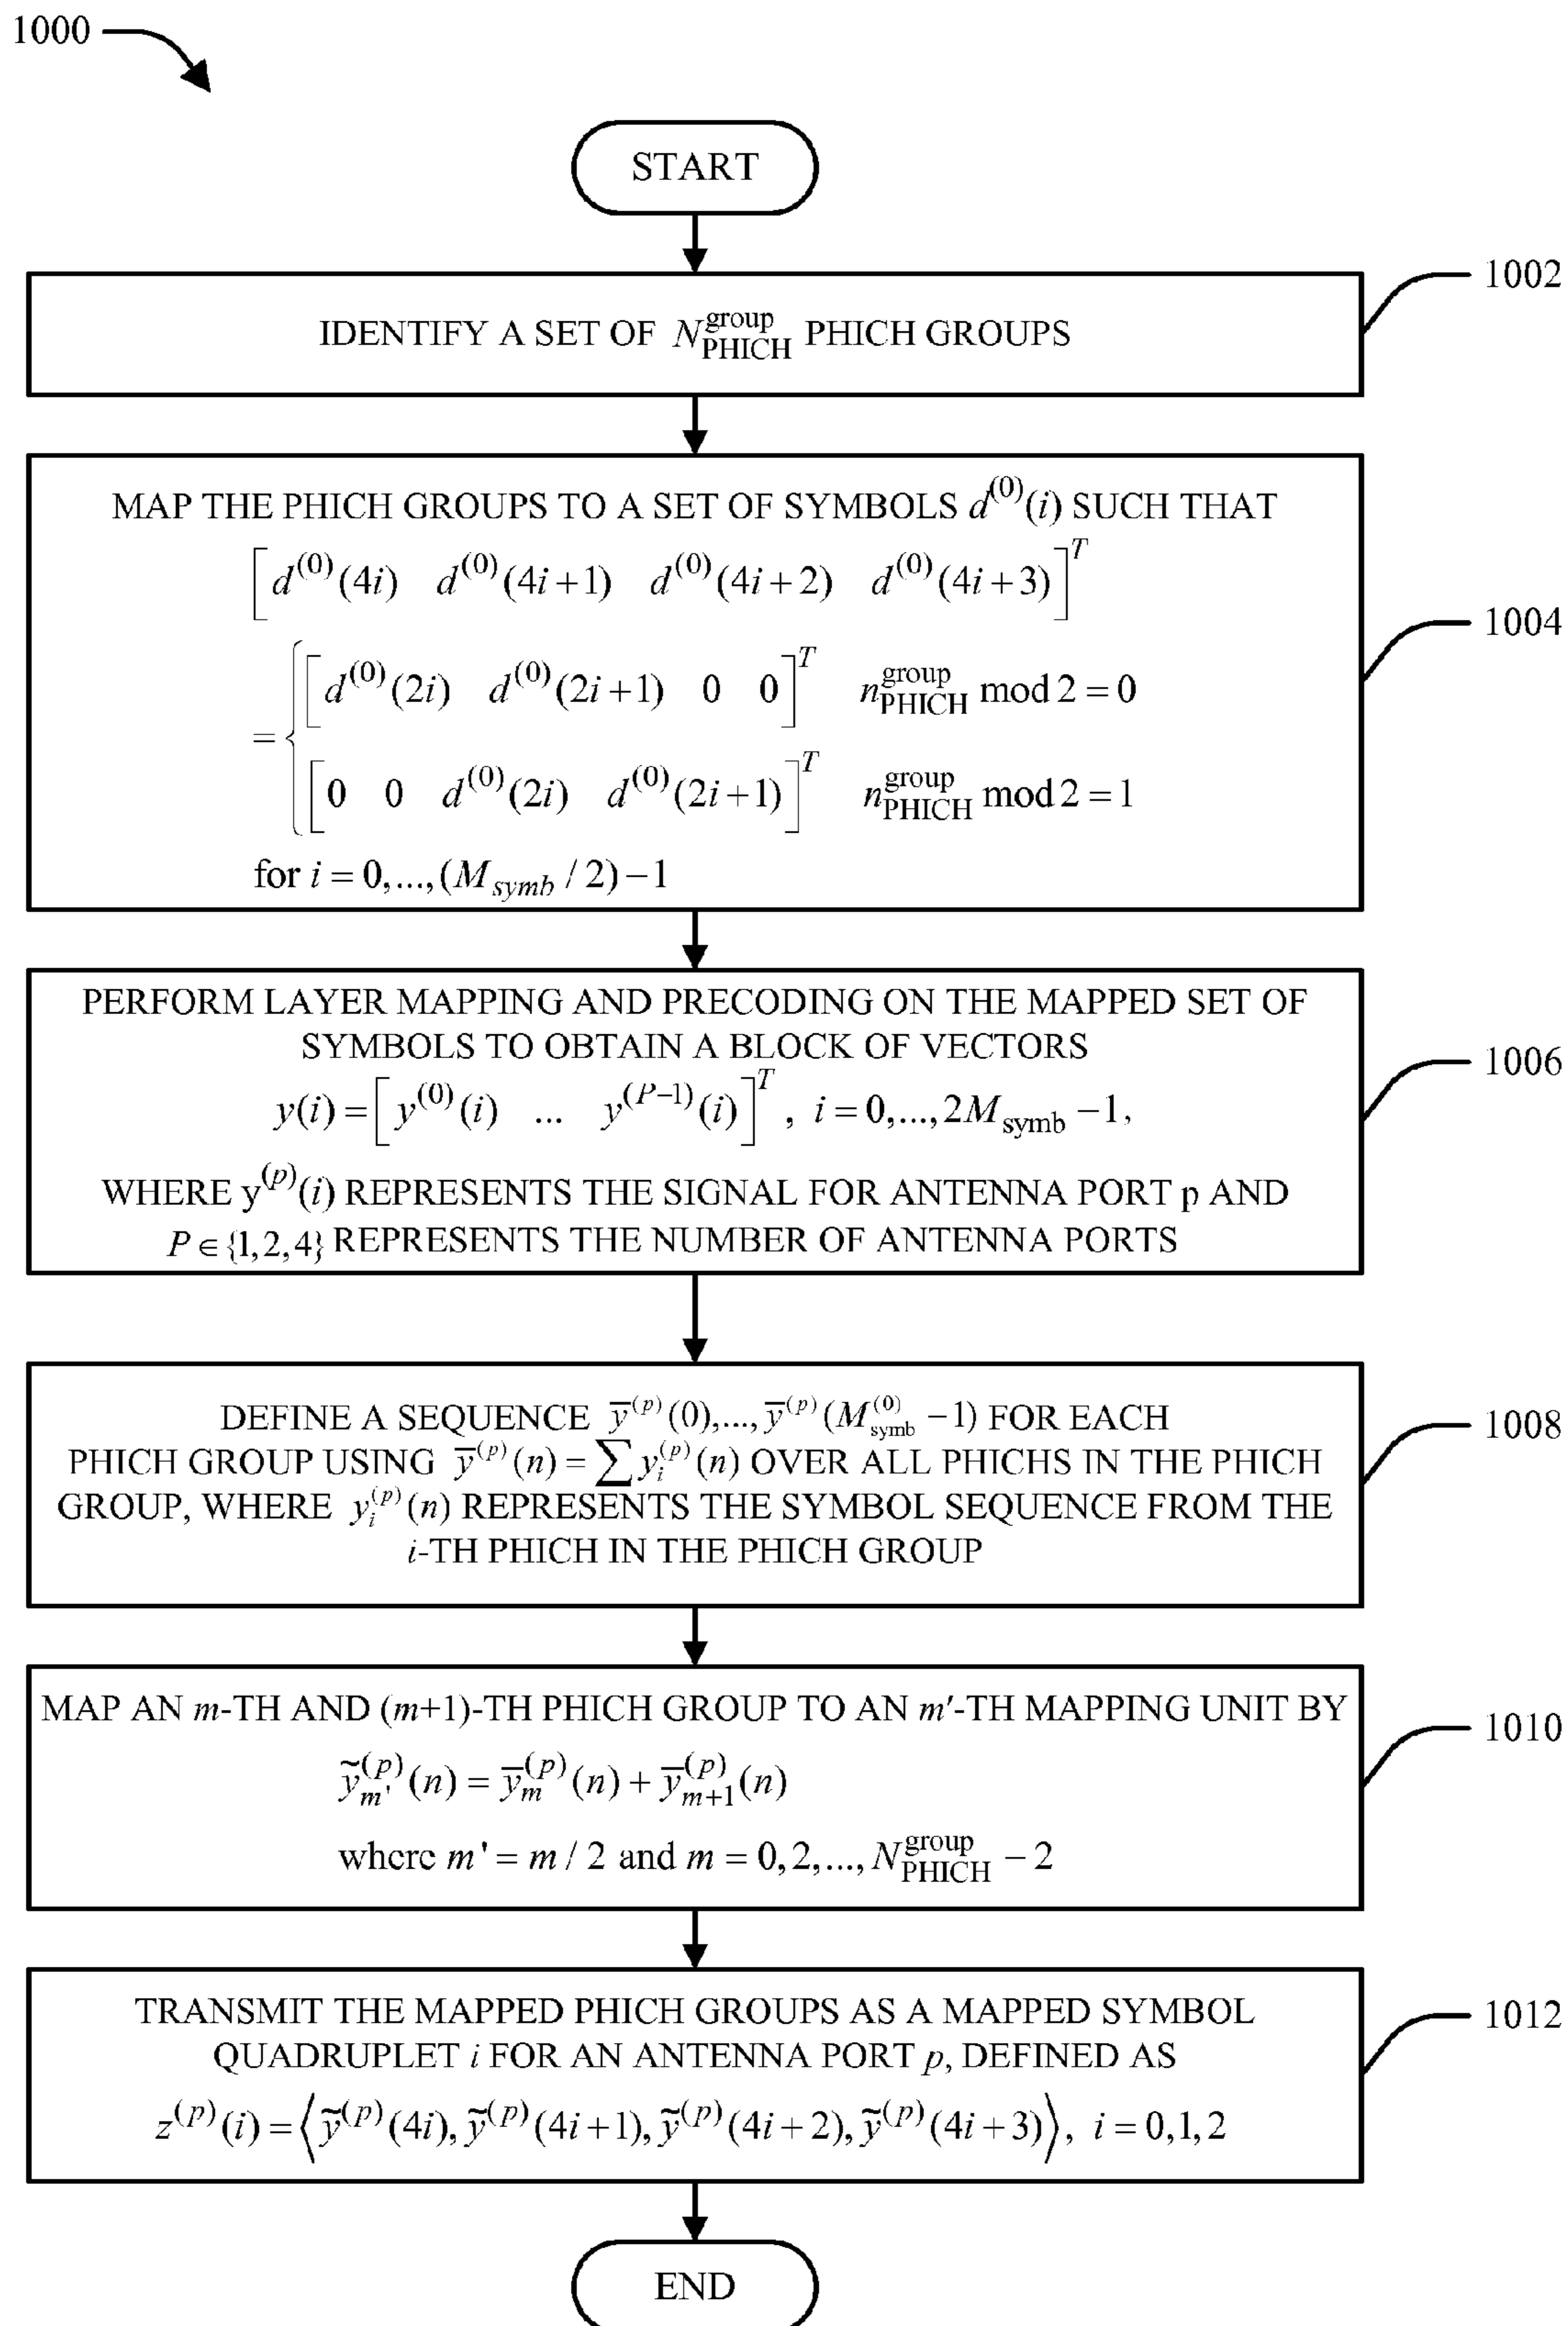 1000
START
1002
IDENTIFY A SET OF N_PHICH^group PHICH GROUPS
MAP THE PHICH GROUPS TO A SET OF SYMBOLS d^(0)(i) SUCH THAT
[d^(0)(4i) d^(0)(4i+1) d^(0)(4i+2) d^(0)(4i+3)]^T
1004
= { [d^(0)(2i) d^(0)(2i+1) 0 0]^T n_PHICH^group mod 2 = 0
[0 0 d^(0)(2i) d^(0)(2i+1)]^T n_PHICH^group mod 2 = 1
for i = 0,...,(M_symb / 2) − 1
PERFORM LAYER MAPPING AND PRECODING ON THE MAPPED SET OF
SYMBOLS TO OBTAIN A BLOCK OF VECTORS
1006
y(i) = [y^(0)(i) ... y^(P−1)(i)]^T, i = 0,...,2M_symb − 1,
WHERE y^(p)(i) REPRESENTS THE SIGNAL FOR ANTENNA PORT p AND
P ∈ {1,2,4} REPRESENTS THE NUMBER OF ANTENNA PORTS
DEFINE A SEQUENCE y̅^(p)(0),...,y̅^(p)(M_symb^(0) − 1) FOR EACH
1008
PHICH GROUP USING y̅^(p)(n) = ∑ y_i^(p)(n) OVER ALL PHICHS IN THE PHICH
GROUP, WHERE y_i^(p)(n) REPRESENTS THE SYMBOL SEQUENCE FROM THE
i-TH PHICH IN THE PHICH GROUP
MAP AN m-TH AND (m+1)-TH PHICH GROUP TO AN m'-TH MAPPING UNIT BY
1010
ỹ_m'^(p)(n) = y̅_m^(p)(n) + y̅_m+1^(p)(n)
where m' = m / 2 and m = 0,2,...,N_PHICH^group − 2
TRANSMIT THE MAPPED PHICH GROUPS AS A MAPPED SYMBOL
1012
QUADRUPLET i FOR AN ANTENNA PORT p, DEFINED AS
z^(p)(i) = ⟨ỹ^(p)(4i), ỹ^(p)(4i+1), ỹ^(p)(4i+2), ỹ^(p)(4i+3)⟩, i = 0,1,2
END